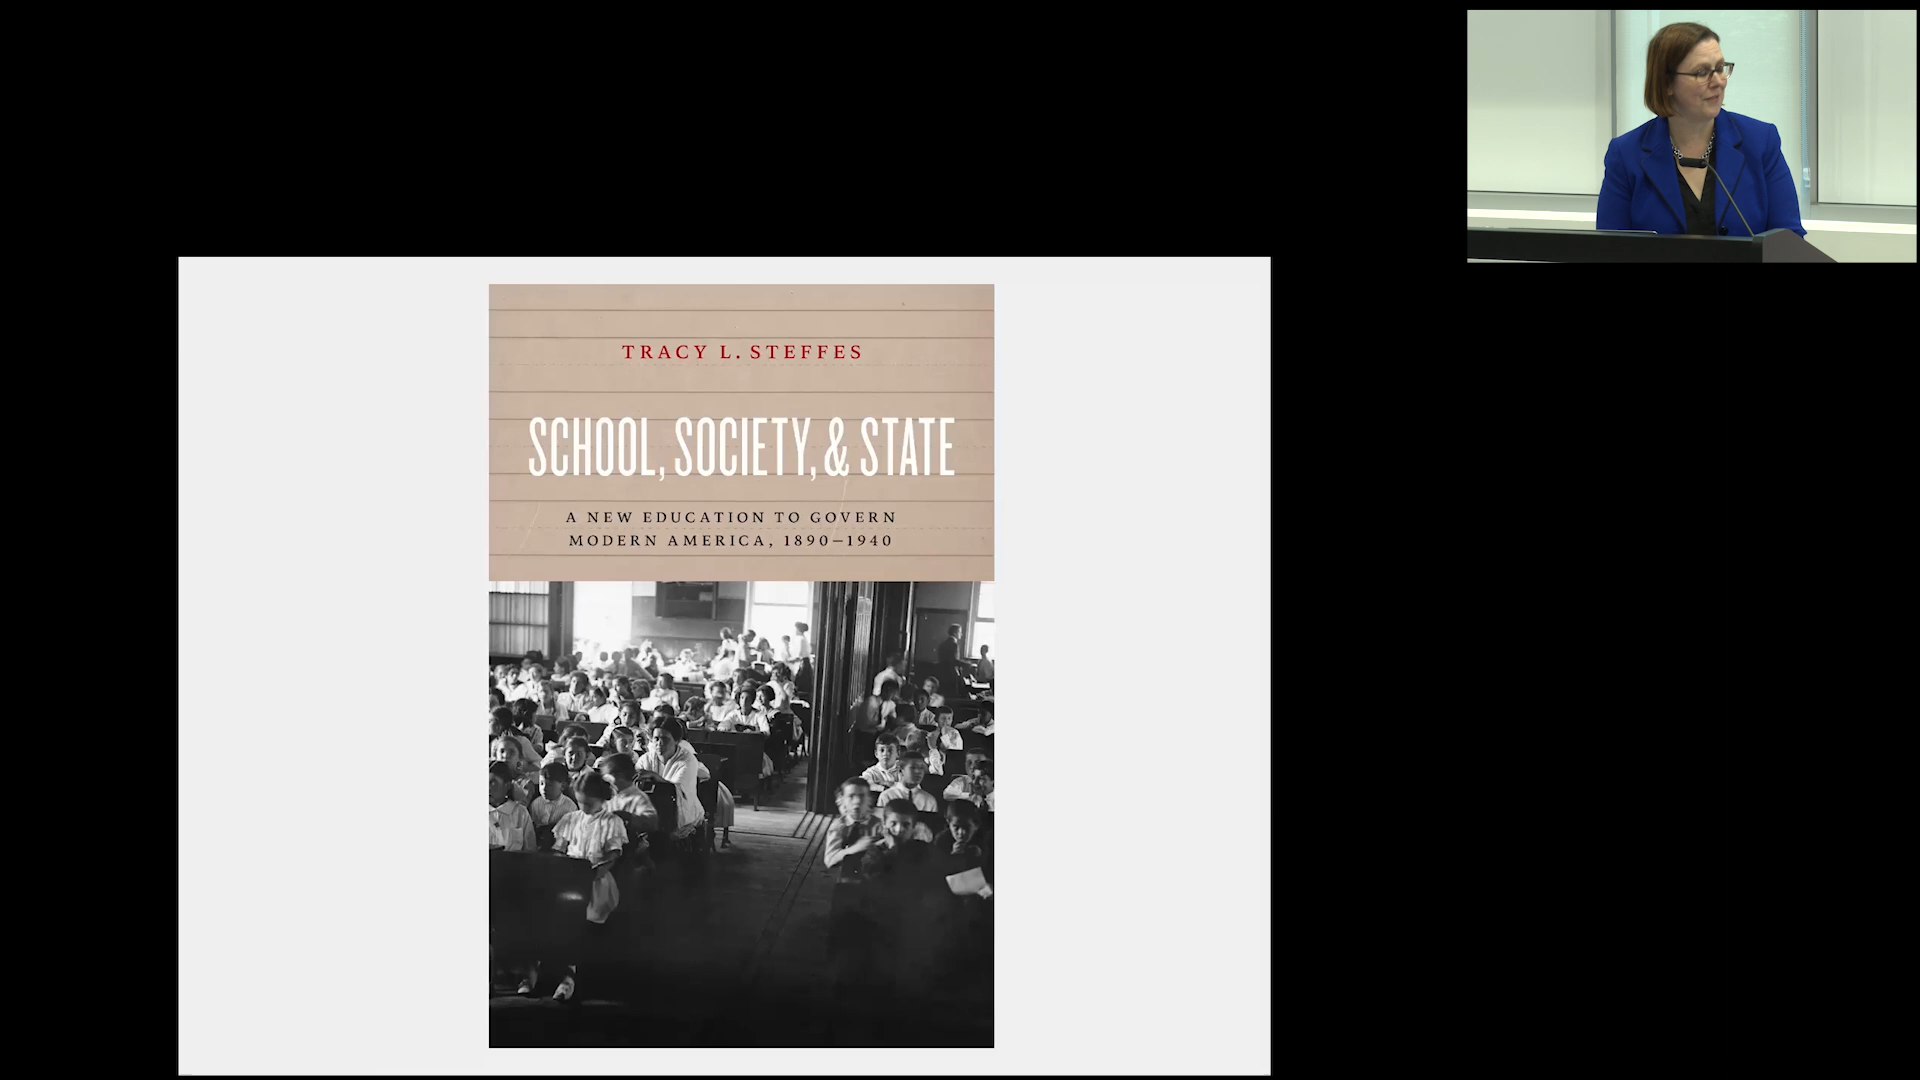 TRACY L. STEFFES
SCHOOL, SOCIETY, & STATE
A NEW EDUCATION TO GOVERN
MODERN AMERICA, 1890–1940